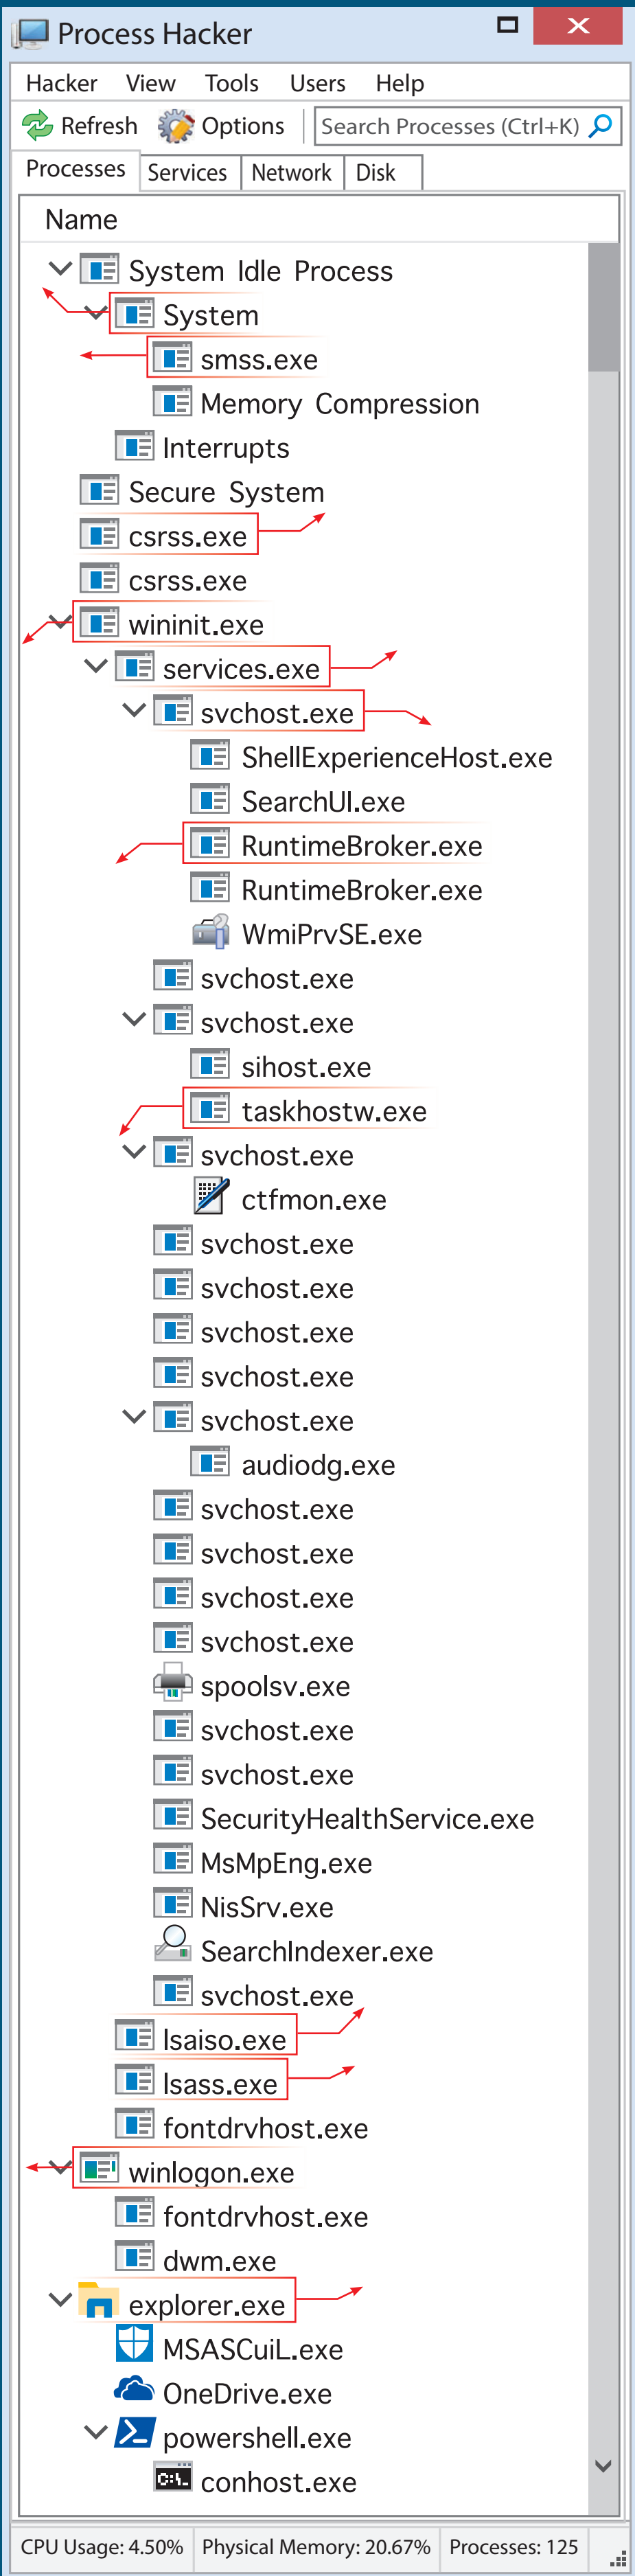 Process Hacker
Hacker View Tools Users Help
Refresh Options Search Processes (Ctrl+K)
Processes Services Network Disk
Name
System Idle Process
System
smss.exe
Memory Compression
Interrupts
Secure System
csrss.exe
csrss.exe
wininit.exe
services.exe
svchost.exe
ShellExperienceHost.exe
SearchUI.exe
RuntimeBroker.exe
RuntimeBroker.exe
WmiPrvSE.exe
svchost.exe
svchost.exe
sihost.exe
taskhostw.exe
svchost.exe
ctfmon.exe
svchost.exe
svchost.exe
svchost.exe
svchost.exe
svchost.exe
audiodg.exe
svchost.exe
svchost.exe
svchost.exe
svchost.exe
spoolsv.exe
svchost.exe
svchost.exe
SecurityHealthService.exe
MsMpEng.exe
NisSrv.exe
SearchIndexer.exe
svchost.exe
lsaiso.exe
lsass.exe
fontdrvhost.exe
winlogon.exe
fontdrvhost.exe
dwm.exe
explorer.exe
MSASCuiL.exe
OneDrive.exe
powershell.exe
C:\_ conhost.exe
CPU Usage: 4.50% Physical Memory: 20.67% Processes: 125